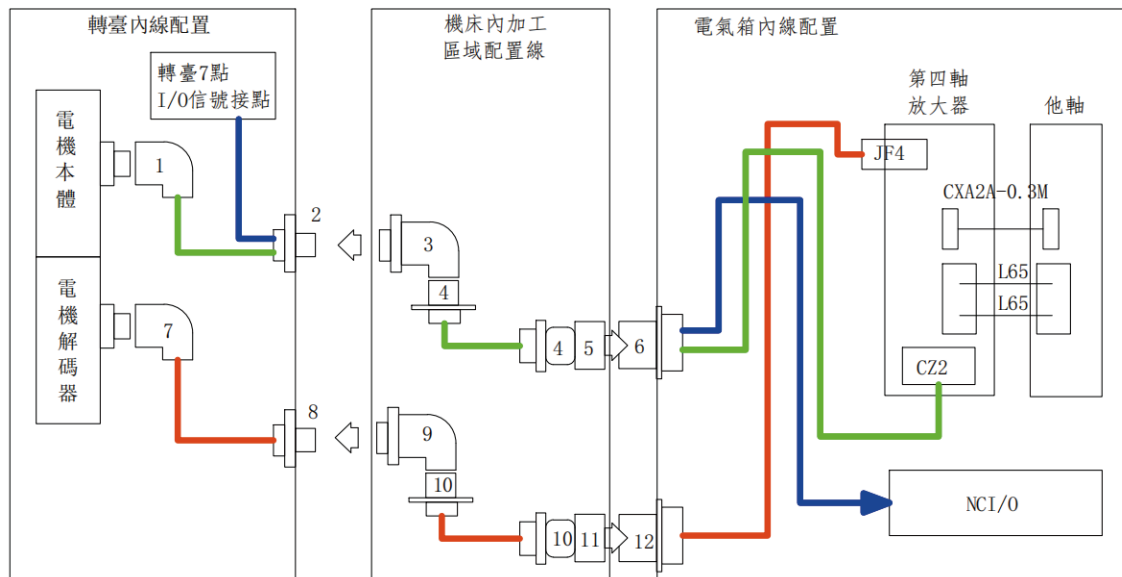 轉臺內線配置
轉臺7點
I/O信號接點
電機本體
1
2
電機解碼器
7
8
機床內加工
區域配置線
3
4
4
5
6
9
10
10
11
12
電氣箱內線配置
第四軸
放大器
他軸
JF4
CXA2A-0.3M
L65
L65
CZ2
NCI/O